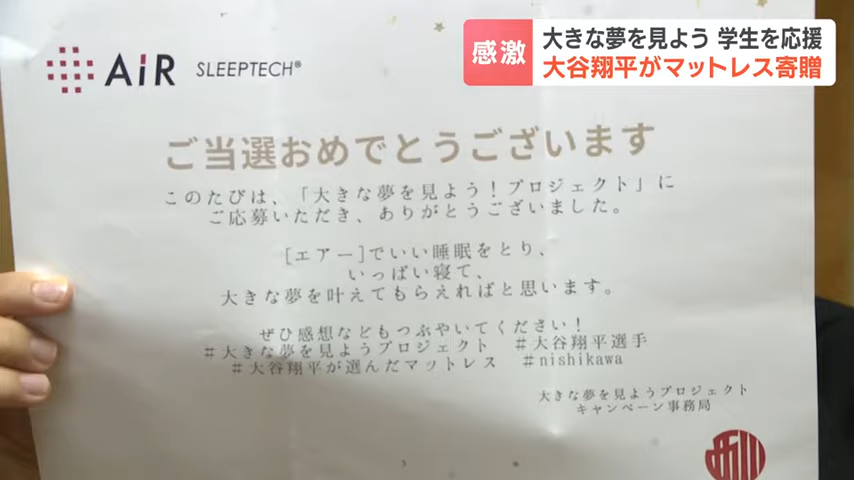 感激
大きな夢を見よう 学生を応援
大谷翔平がマットレス寄贈
AiR SLEEPTECH®
ご当選おめでとうございます
このたびは、「大きな夢を見よう！プロジェクト」に
ご応募いただき、ありがとうございました。
[エアー]でいい睡眠をとり、
いっぱい寝て、
大きな夢を叶えてもらえればと思います。
ぜひ感想などもつぶやいてください！
＃大きな夢を見ようプロジェクト　＃大谷翔平選手
＃大谷翔平が選んだマットレス　＃nishikawa
大きな夢を見ようプロジェクト
キャンペーン事務局
西川